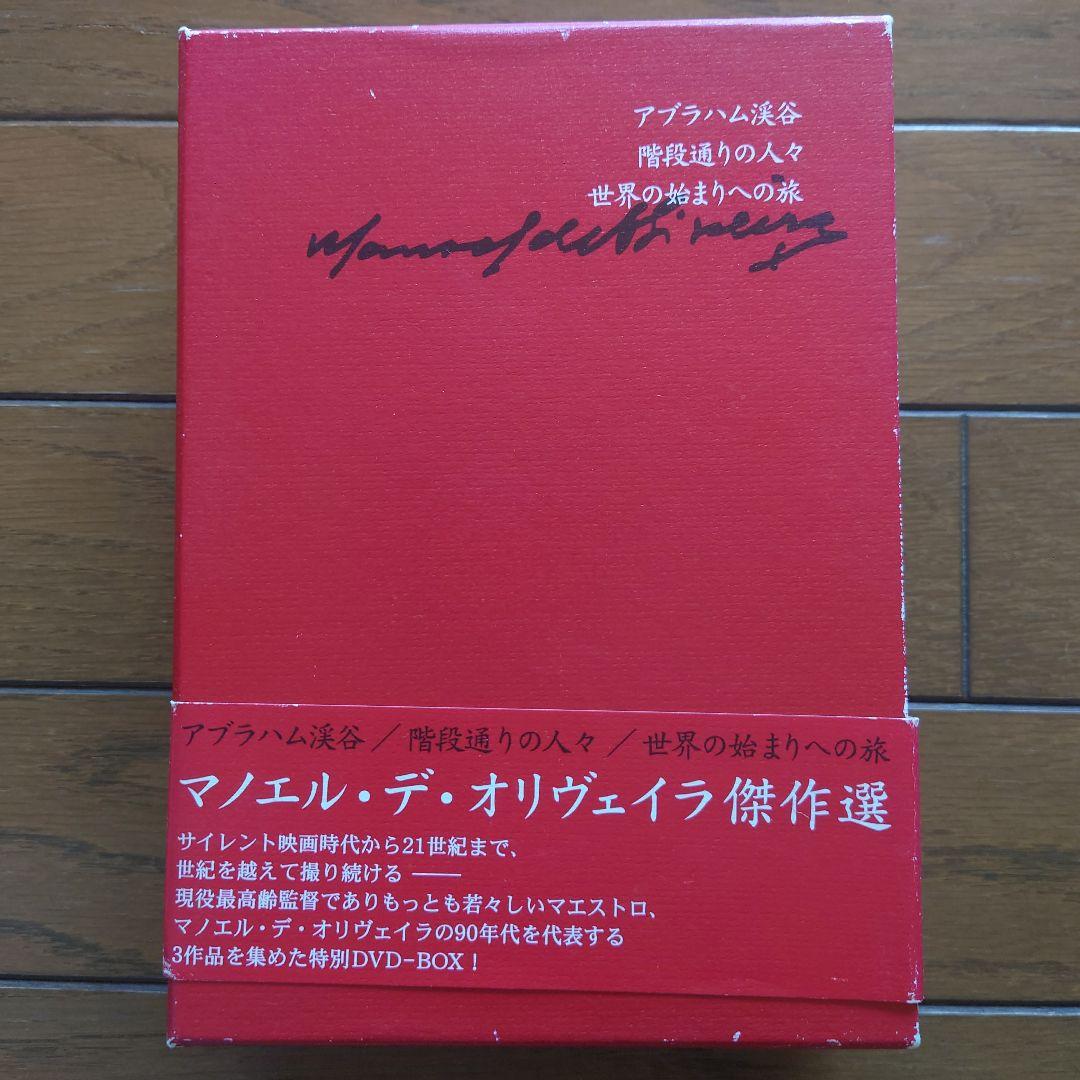 アブラハム渓谷
階段通りの人々
世界の始まりへの旅
Manoel de Oliveira
アブラハム渓谷／階段通りの人々／世界の始まりへの旅
マノエル・デ・オリヴェイラ傑作選
サイレント映画時代から21世紀まで、
世紀を越えて撮り続ける ――
現役最高齢監督でありもっとも若々しいマエストロ、
マノエル・デ・オリヴェイラの90年代を代表する
3作品を集めた特別DVD-BOX！